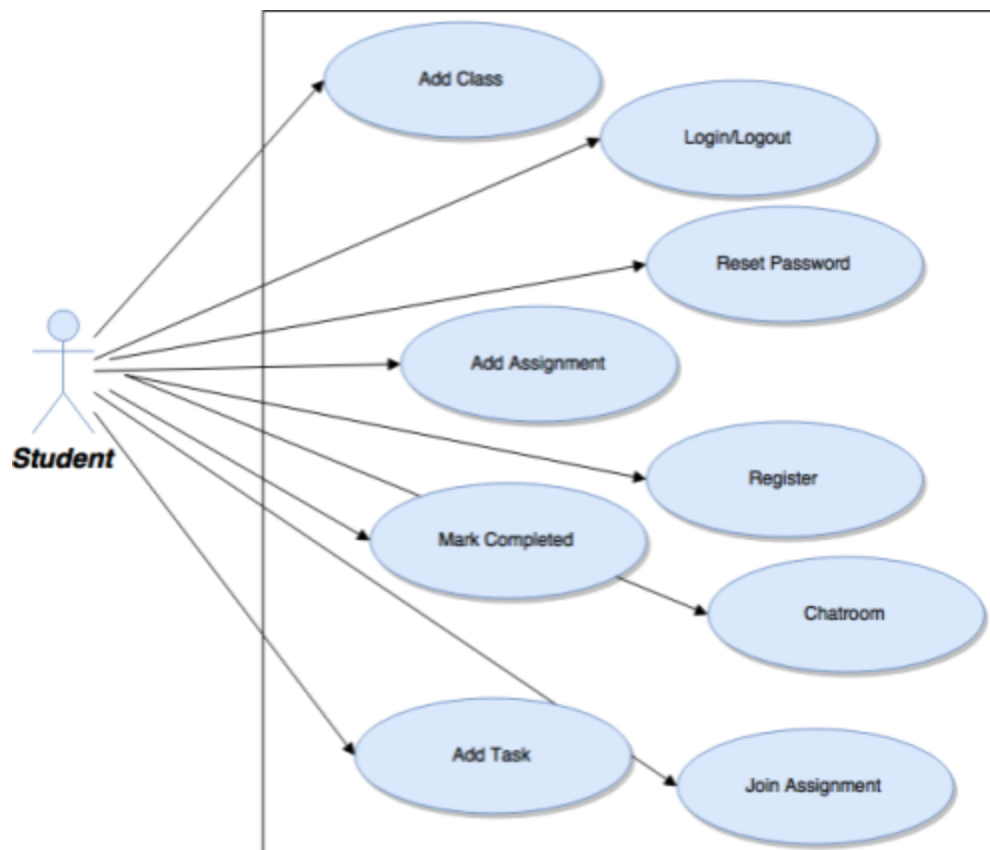 Add Class
Login/Logout
Reset Password
Add Assignment
Student
Register
Mark Completed
Chatroom
Add Task
Join Assignment